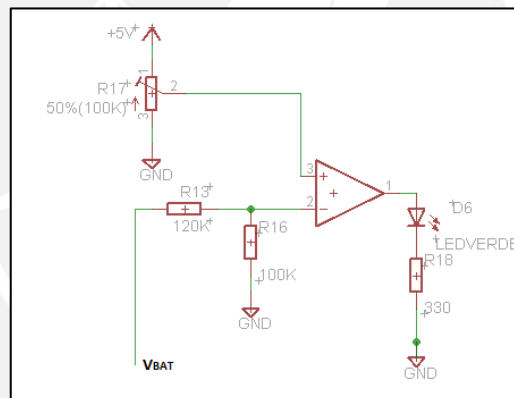 +5V
1
R17
2
50%(100K)
3
GND
R13
120K
3
1
2
R16
100K
GND
D6
LEDVERDE
R18
330
GND
VBAT